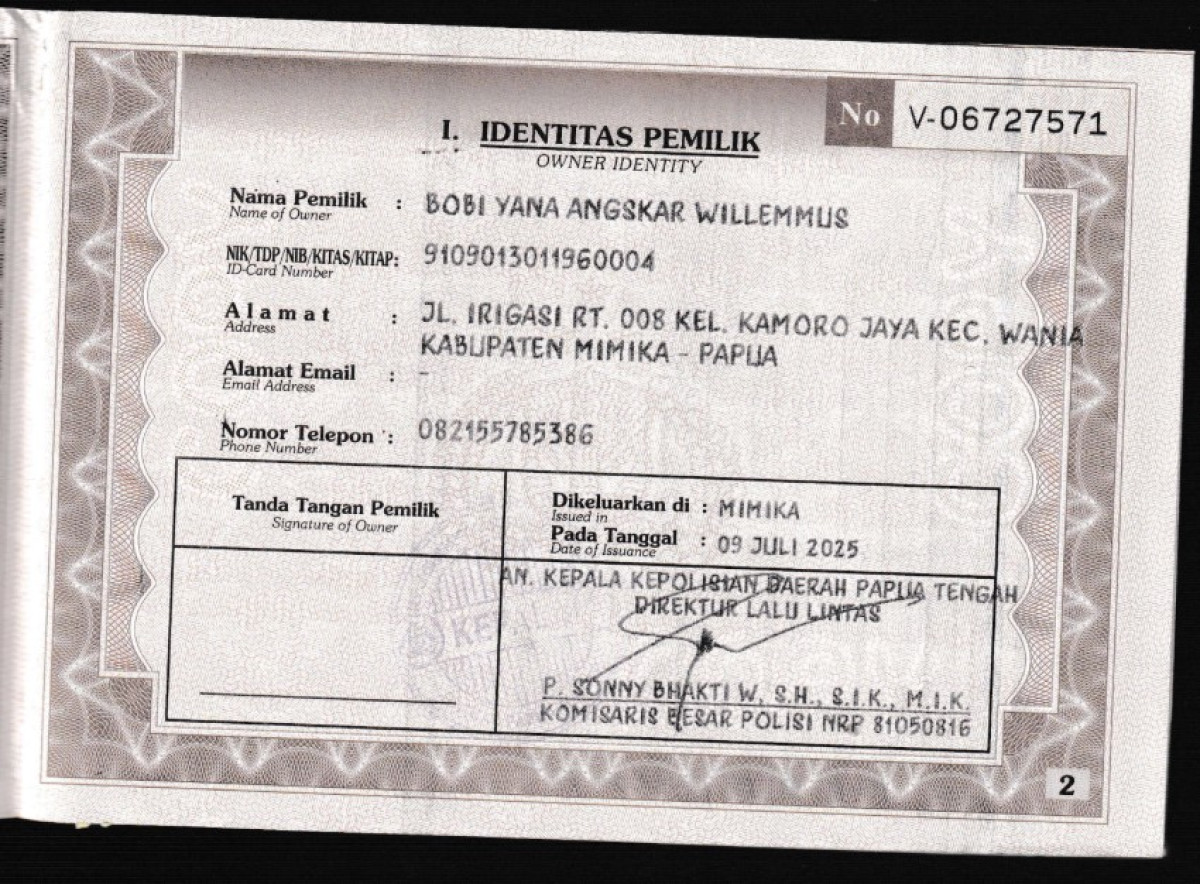 No V-06727571
I. IDENTITAS PEMILIK
OWNER IDENTITY
Nama Pemilik : BOBI YANA ANGSKAR WILLEMMUS
Name of Owner
NIK/TDP/NIB/KITAS/KITAP: 9109013011960004
ID-Card Number
Alamat : JL. IRIGASI RT. 008 KEL. KAMORO JAYA KEC. WANIA
Address
KABUPATEN MIMIKA - PAPUA
Alamat Email : -
Email Address
Nomor Telepon : 082155785386
Phone Number
Tanda Tangan Pemilik
Signature of Owner
Dikeluarkan di : MIMIKA
Issued in
Pada Tanggal : 09 JULI 2025
Date of Issuance
AN. KEPALA KEPOLISIAN DAERAH PAPUA TENGAH
DIREKTUR LALU LINTAS
P. SONNY BHAKTI W, S.H., S.I.K., M.I.K.
KOMISARIS BESAR POLISI NRP 81050816
2